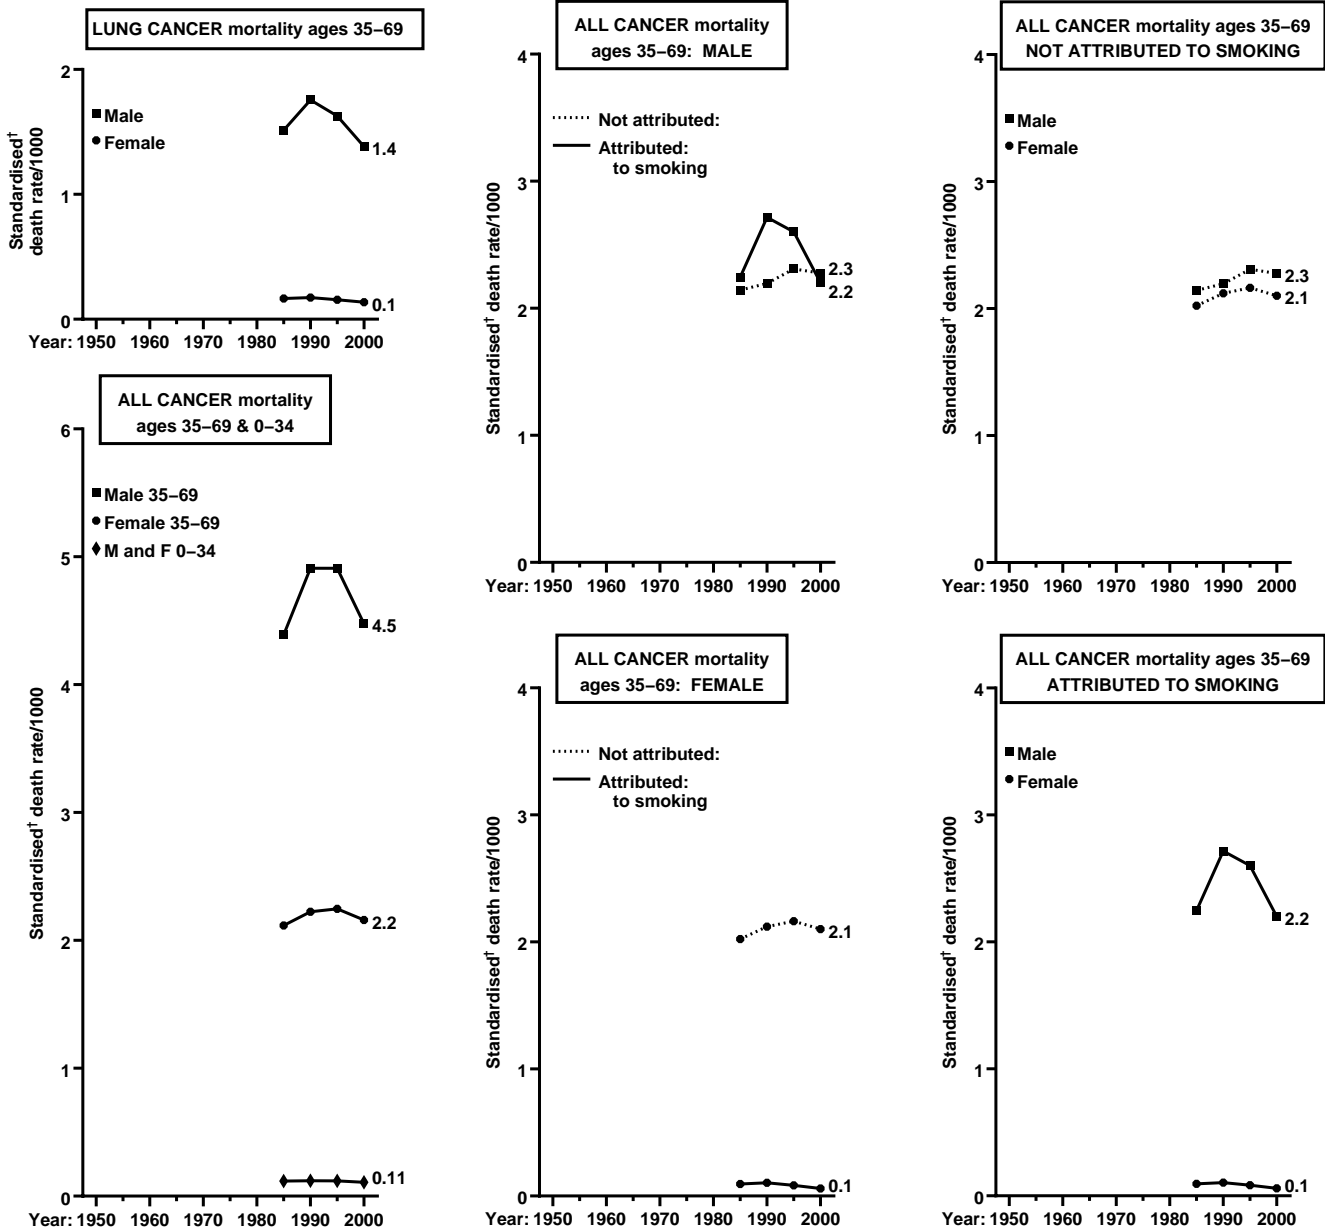 LUNG CANCER mortality ages 35–69
2
1
0
Standardised†
death rate/1000
Male
Female
1.4
0.1
Year: 1950 1960 1970 1980 1990 2000
ALL CANCER mortality
ages 35–69 & 0–34
6
5
4
3
2
1
0
Standardised† death rate/1000
Male 35–69
Female 35–69
M and F 0–34
4.5
2.2
0.11
Year: 1950 1960 1970 1980 1990 2000
ALL CANCER mortality
ages 35–69: MALE
4
3
2
1
0
Standardised† death rate/1000
Not attributed:
Attributed:
to smoking
2.3
2.2
Year: 1950 1960 1970 1980 1990 2000
ALL CANCER mortality
ages 35–69: FEMALE
4
3
2
1
0
Standardised† death rate/1000
Not attributed:
Attributed:
to smoking
2.1
0.1
Year: 1950 1960 1970 1980 1990 2000
ALL CANCER mortality ages 35–69
NOT ATTRIBUTED TO SMOKING
4
3
2
1
0
Standardised† death rate/1000
Male
Female
2.3
2.1
Year: 1950 1960 1970 1980 1990 2000
ALL CANCER mortality ages 35–69
ATTRIBUTED TO SMOKING
4
3
2
1
0
Standardised† death rate/1000
Male
Female
2.2
0.1
Year: 1950 1960 1970 1980 1990 2000